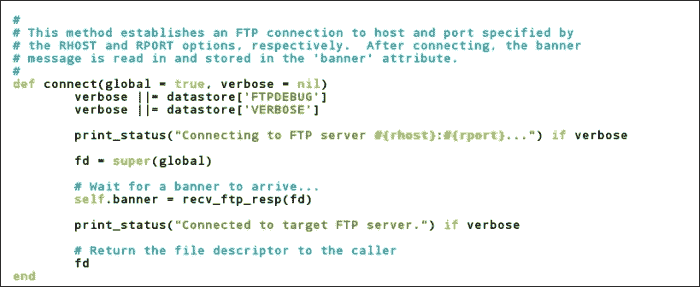 #
# This method establishes an FTP connection to host and port specified by
# the RHOST and RPORT options, respectively.  After connecting, the banner
# message is read in and stored in the 'banner' attribute.
#
def connect(global = true, verbose = nil)
        verbose ||= datastore['FTPDEBUG']
        verbose ||= datastore['VERBOSE']

        print_status("Connecting to FTP server #{rhost}:#{rport}...") if verbose

        fd = super(global)

        # Wait for a banner to arrive...
        self.banner = recv_ftp_resp(fd)

        print_status("Connected to target FTP server.") if verbose

        # Return the file descriptor to the caller
        fd
end